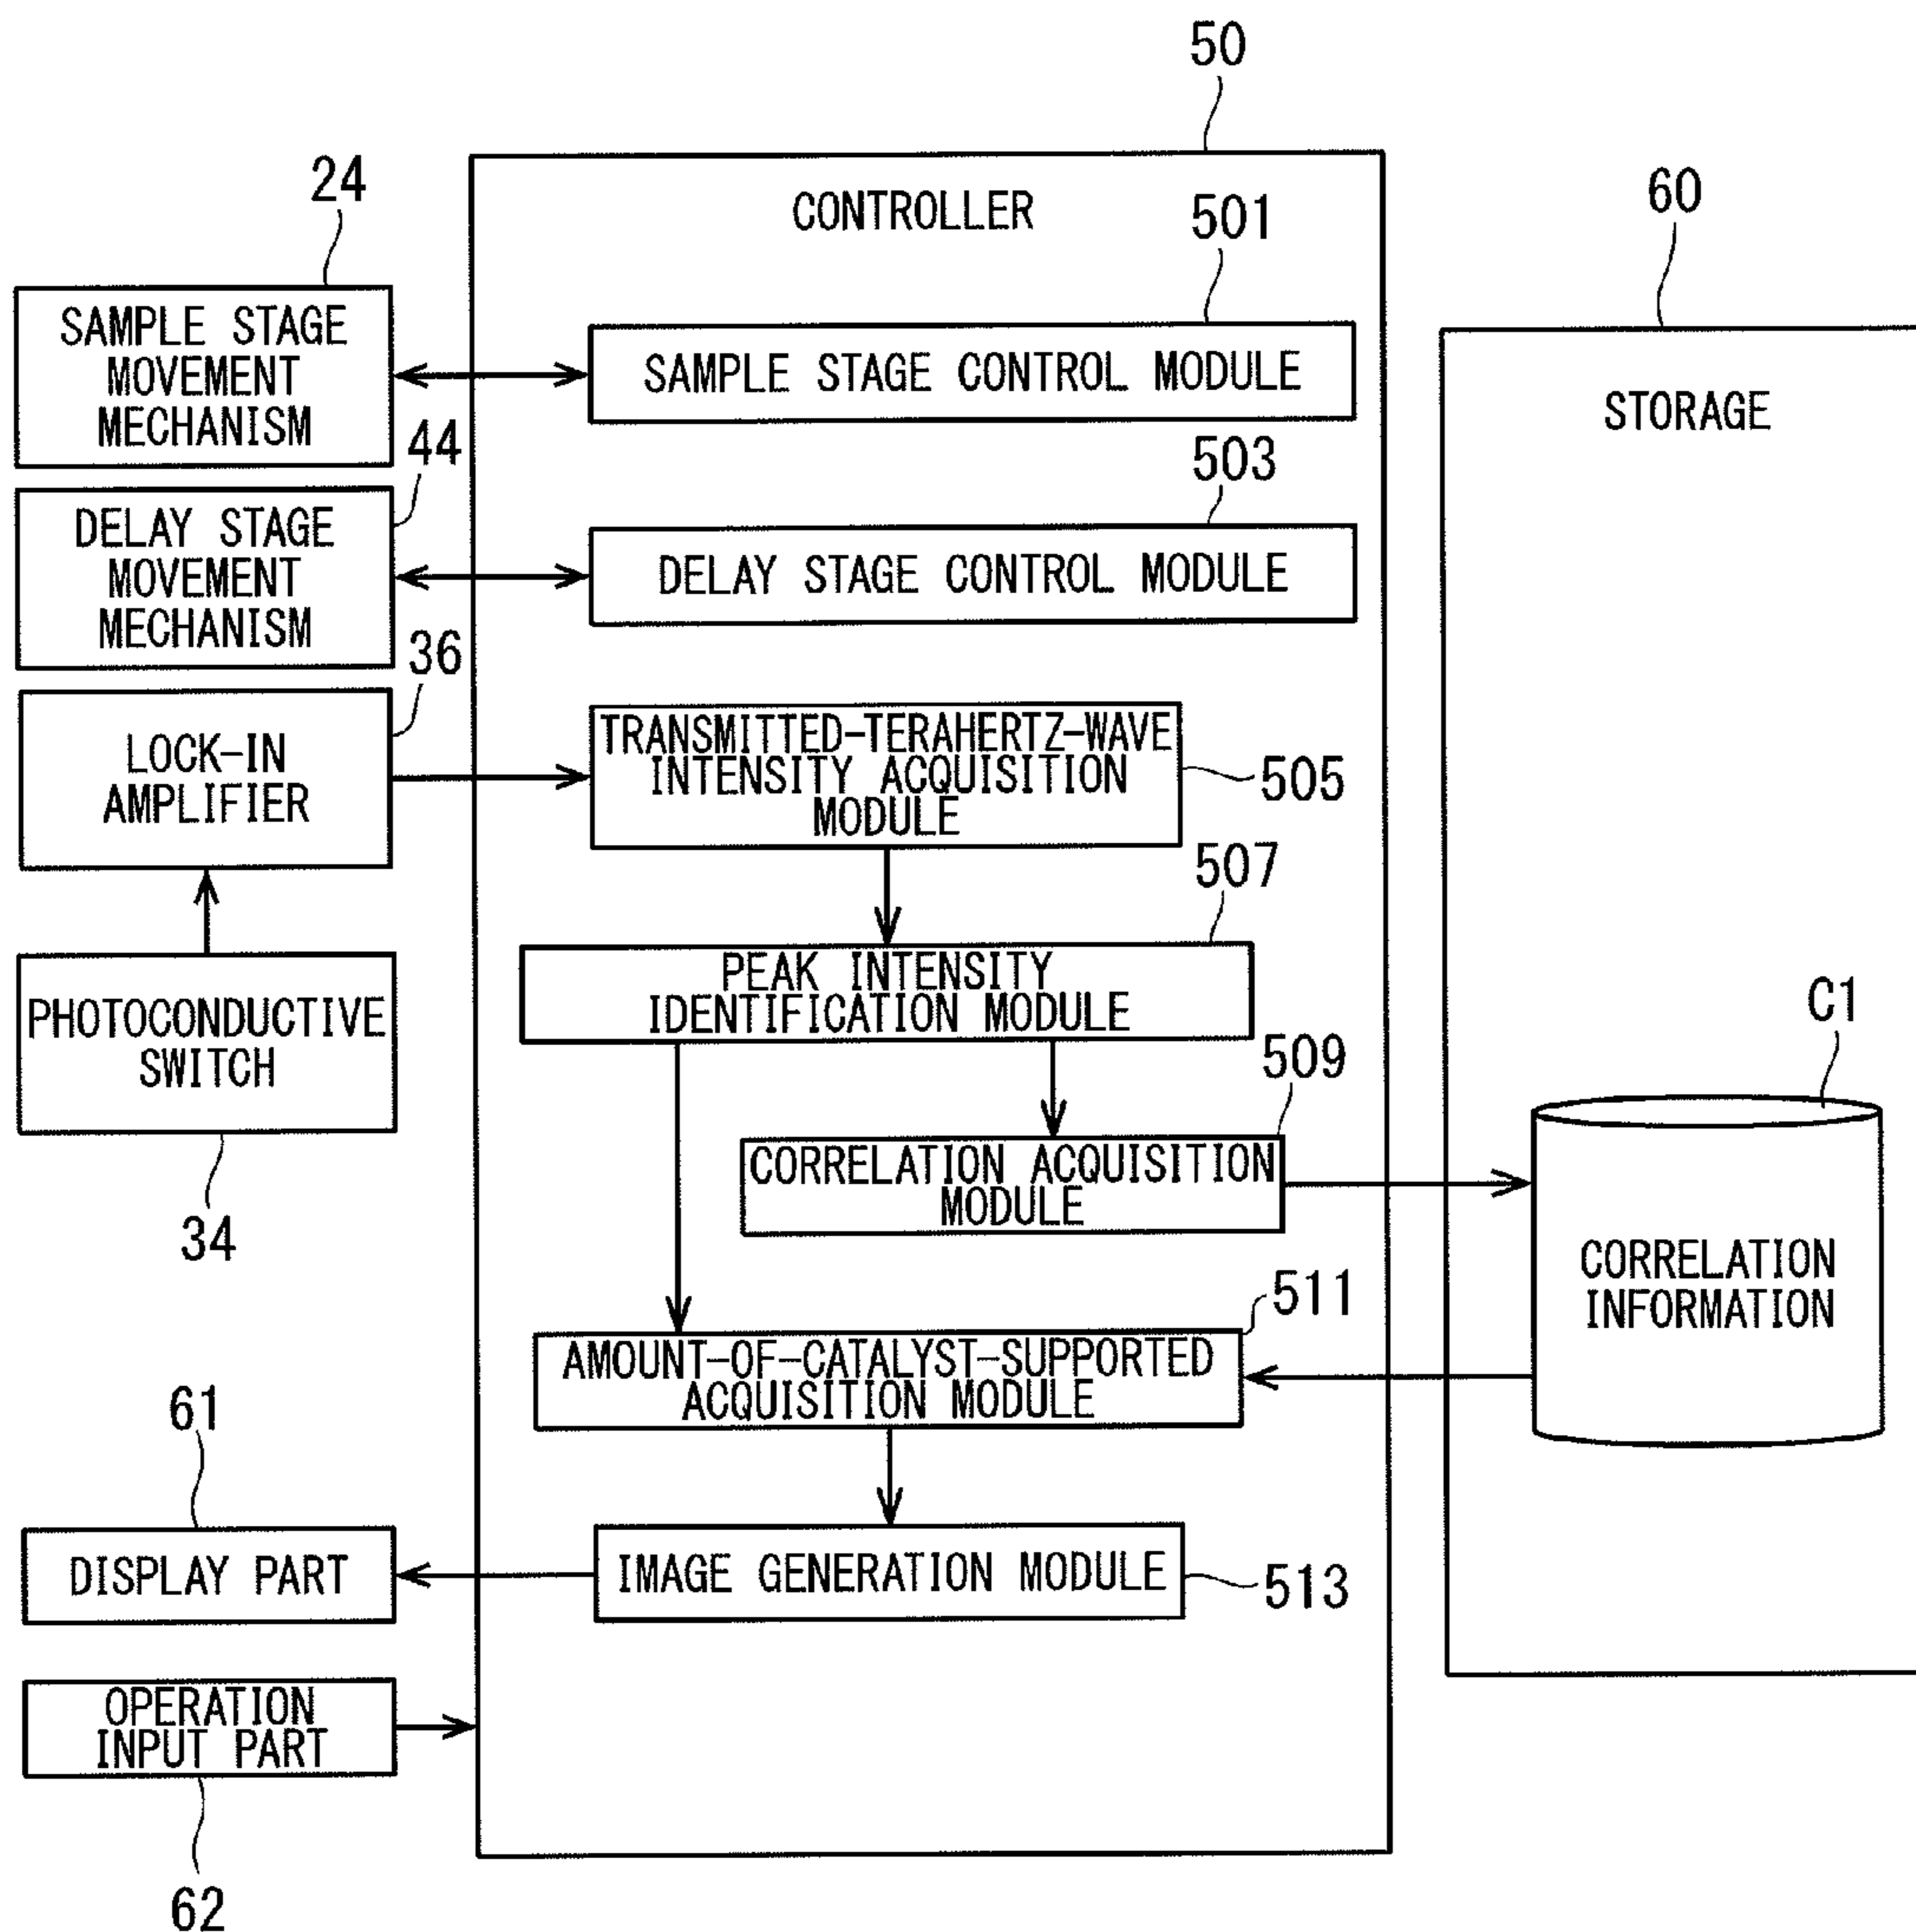 50
CONTROLLER
24
SAMPLE STAGE
MOVEMENT
MECHANISM
501
SAMPLE STAGE CONTROL MODULE
60
STORAGE
44
DELAY STAGE
MOVEMENT
MECHANISM
503
DELAY STAGE CONTROL MODULE
36
LOCK-IN
AMPLIFIER
TRANSMITTED-TERAHERTZ-WAVE
INTENSITY ACQUISITION
MODULE
505
507
PEAK INTENSITY
IDENTIFICATION MODULE
PHOTOCONDUCTIVE
SWITCH
34
509
CORRELATION ACQUISITION
MODULE
C1
CORRELATION
INFORMATION
511
AMOUNT-OF-CATALYST-SUPPORTED
ACQUISITION MODULE
61
DISPLAY PART
IMAGE GENERATION MODULE
513
OPERATION
INPUT PART
62